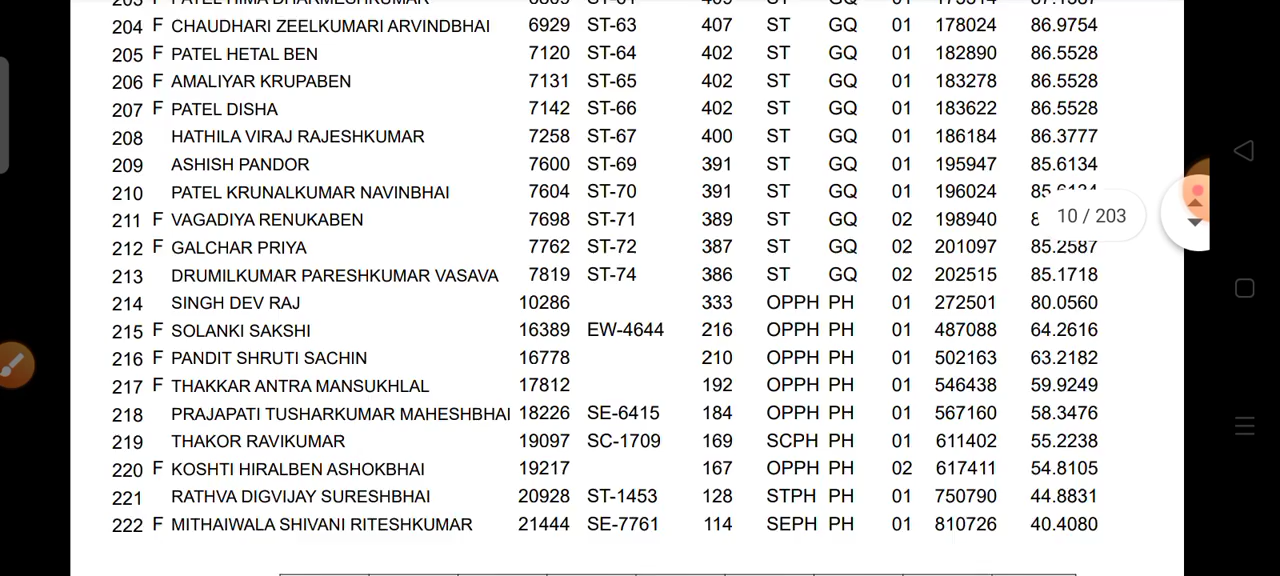 204 F CHAUDHARI ZEELKUMARI ARVINDBHAI 6929 ST-63 407 ST GQ 01 178024 86.9754
205 F PATEL HETAL BEN 7120 ST-64 402 ST GQ 01 182890 86.5528
206 F AMALIYAR KRUPABEN 7131 ST-65 402 ST GQ 01 183278 86.5528
207 F PATEL DISHA 7142 ST-66 402 ST GQ 01 183622 86.5528
208 HATHILA VIRAJ RAJESHKUMAR 7258 ST-67 400 ST GQ 01 186184 86.3777
209 ASHISH PANDOR 7600 ST-69 391 ST GQ 01 195947 85.6134
210 PATEL KRUNALKUMAR NAVINBHAI 7604 ST-70 391 ST GQ 01 196024
211 F VAGADIYA RENUKABEN 7698 ST-71 389 ST GQ 02 198940
10 / 203
212 F GALCHAR PRIYA 7762 ST-72 387 ST GQ 02 201097 85.2587
213 DRUMILKUMAR PARESHKUMAR VASAVA 7819 ST-74 386 ST GQ 02 202515 85.1718
214 SINGH DEV RAJ 10286 333 OPPH PH 01 272501 80.0560
215 F SOLANKI SAKSHI 16389 EW-4644 216 OPPH PH 01 487088 64.2616
216 F PANDIT SHRUTI SACHIN 16778 210 OPPH PH 01 502163 63.2182
217 F THAKKAR ANTRA MANSUKHLAL 17812 192 OPPH PH 01 546438 59.9249
218 PRAJAPATI TUSHARKUMAR MAHESHBHAI 18226 SE-6415 184 OPPH PH 01 567160 58.3476
219 THAKOR RAVIKUMAR 19097 SC-1709 169 SCPH PH 01 611402 55.2238
220 F KOSHTI HIRALBEN ASHOKBHAI 19217 167 OPPH PH 02 617411 54.8105
221 RATHVA DIGVIJAY SURESHBHAI 20928 ST-1453 128 STPH PH 01 750790 44.8831
222 F MITHAIWALA SHIVANI RITESHKUMAR 21444 SE-7761 114 SEPH PH 01 810726 40.4080